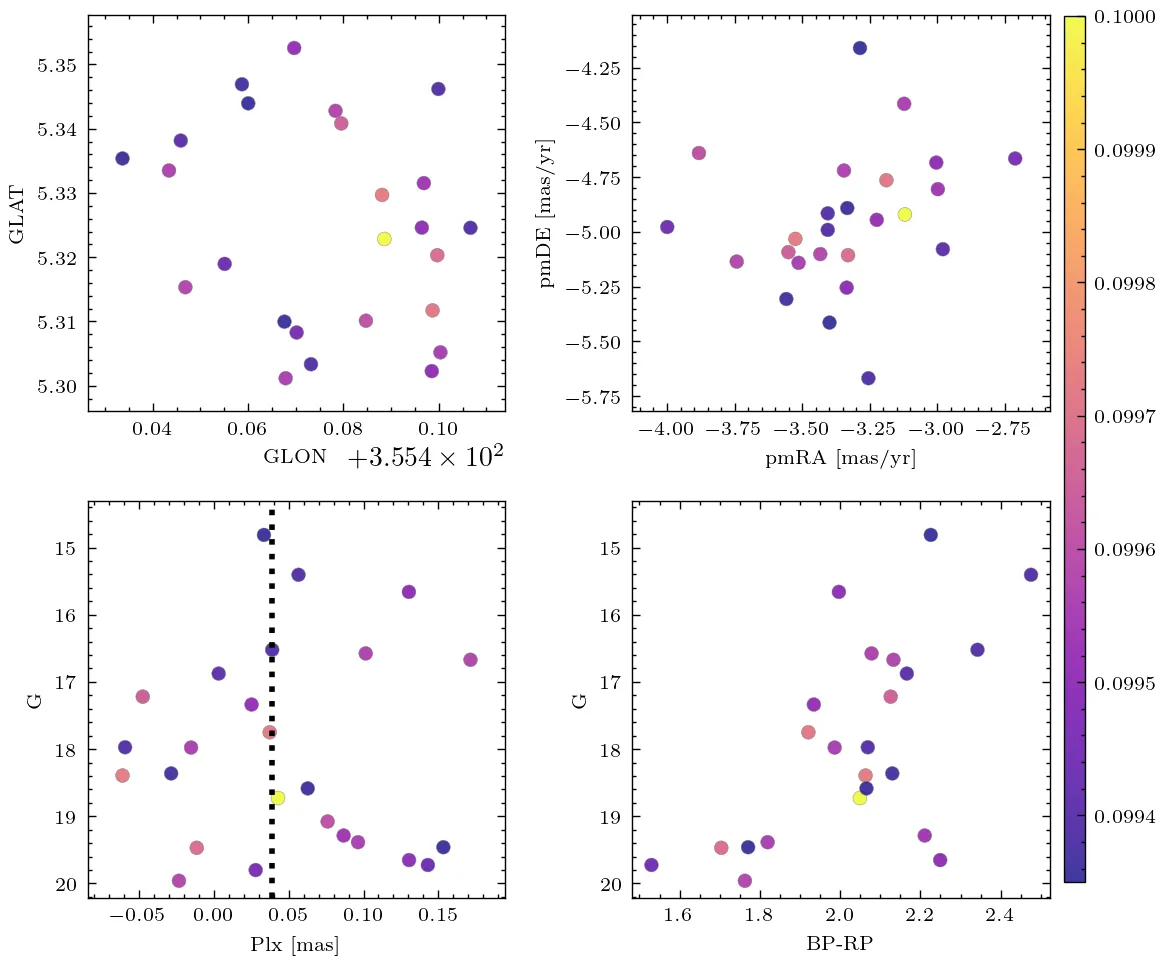 5.35
5.34
5.33
5.32
5.31
5.30
GLAT
0.04 0.06 0.08 0.10
GLON +3.554 × 10²
−4.25
−4.50
−4.75
−5.00
−5.25
−5.50
−5.75
pmDE [mas/yr]
−4.00 −3.75 −3.50 −3.25 −3.00 −2.75
pmRA [mas/yr]
15
16
17
18
19
20
G
−0.05 0.00 0.05 0.10 0.15
Plx [mas]
15
16
17
18
19
20
G
1.6 1.8 2.0 2.2 2.4
BP-RP
0.1000
0.0999
0.0998
0.0997
0.0996
0.0995
0.0994